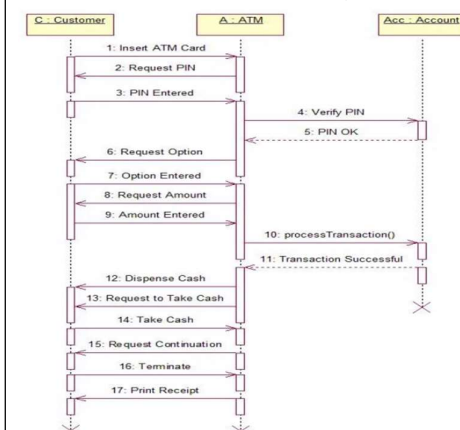 C : Customer
A : ATM
Acc : Account
1: Insert ATM Card
2: Request PIN
3: PIN Entered
4: Verify PIN
5: PIN OK
6: Request Option
7: Option Entered
8: Request Amount
9: Amount Entered
10: processTransaction()
11: Transaction Successful
12: Dispense Cash
13: Request to Take Cash
14: Take Cash
15: Request Continuation
16: Terminate
17: Print Receipt